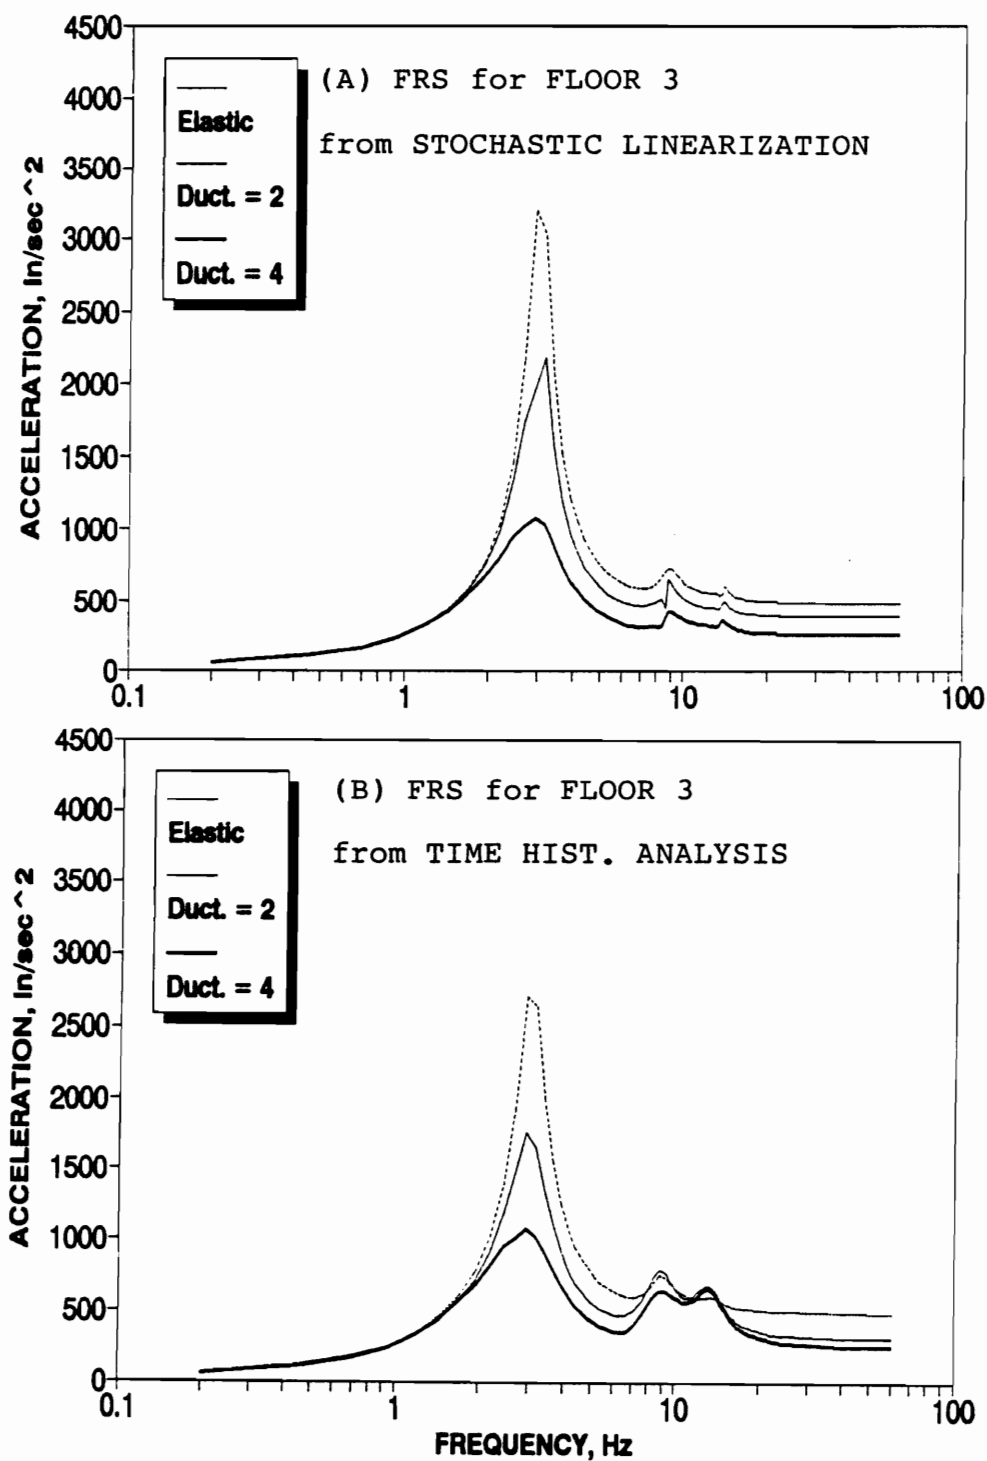 4500
4000
3500
3000
2500
2000
1500
1000
500
0
ACCELERATION, In/sec^2
Elastic
Duct. = 2
Duct. = 4
(A) FRS for FLOOR 3
from STOCHASTIC LINEARIZATION
0.1
1
10
100
4500
4000
3500
3000
2500
2000
1500
1000
500
0
ACCELERATION, In/sec^2
Elastic
Duct. = 2
Duct. = 4
(B) FRS for FLOOR 3
from TIME HIST. ANALYSIS
0.1
1
10
100
FREQUENCY, Hz